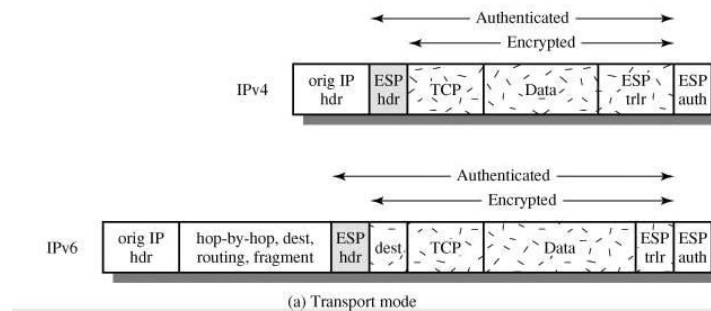 Authenticated
Encrypted
IPv4
orig IP
hdr
ESP
hdr
TCP
Data
ESP
trlr
ESP
auth
Authenticated
Encrypted
IPv6
orig IP
hdr
hop-by-hop, dest,
routing, fragment
ESP
hdr
dest
TCP
Data
ESP
trlr
ESP
auth
(a) Transport mode